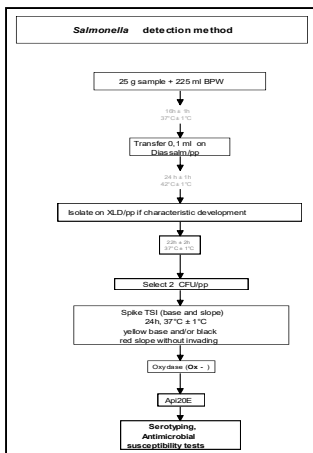 Salmonella detection method
25 g sample + 225 ml BPW
18h ± 1h
37°C ± 1°C
Transfer 0,1 ml on
Diassalm/pp
24 h ± 1h
42°C ± 1°C
Isolate on XLD/pp if characteristic development
22h ± 2h
37°C ± 1°C
Select 2 CFU/pp
Spike TSI (base and slope)
24h, 37°C ± 1°C
yellow base and/or black
red slope without invading
Oxydase (Ox - )
Api20E
Serotyping,
Antimicrobial
susceptibility tests